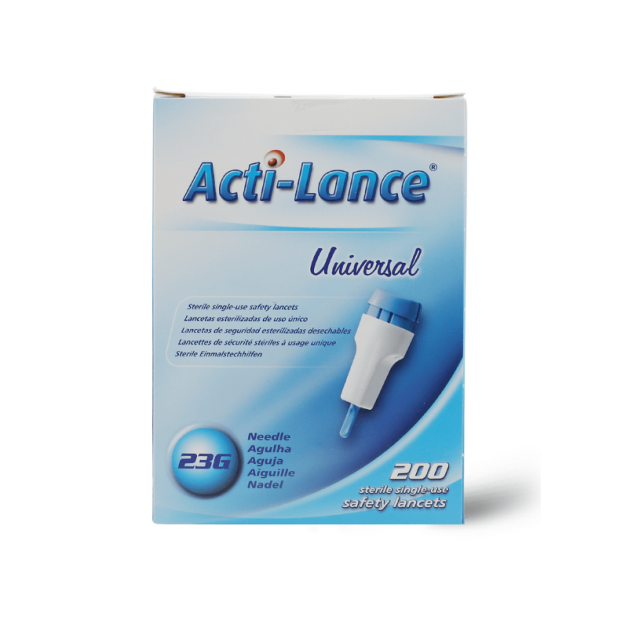 Acti-Lance®
Universal
Sterile single-use safety lancets
Lancetas esterilizadas de uso único
Lancetas de seguridad esterilizadas desechables
Lancettes de sécurité stériles à usage unique
Sterile Einmalstechhilfen
23G
Needle
Agulha
Aguja
Aiguille
Nadel
200
sterile single-use
safety lancets